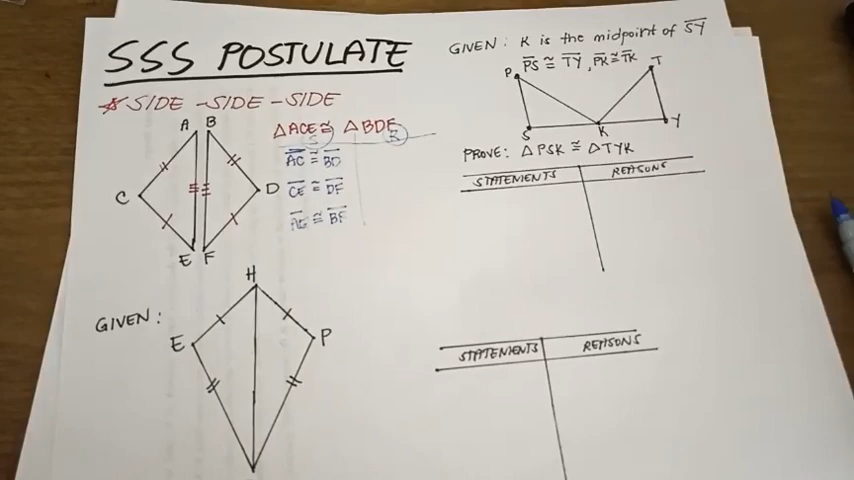 SSS POSTULATE
SIDE - SIDE - SIDE
△ACE ≅ △BDF
A B
AC ≅ BD
CE ≅ DF
AE ≅ BF
C D
E F
GIVEN:
H
E P
GIVEN: K is the midpoint of SY
PS ≅ TY, PK ≅ TK
P T
S K Y
PROVE: △PSK ≅ △TYK
STATEMENTS REASONS
STATEMENTS REASONS